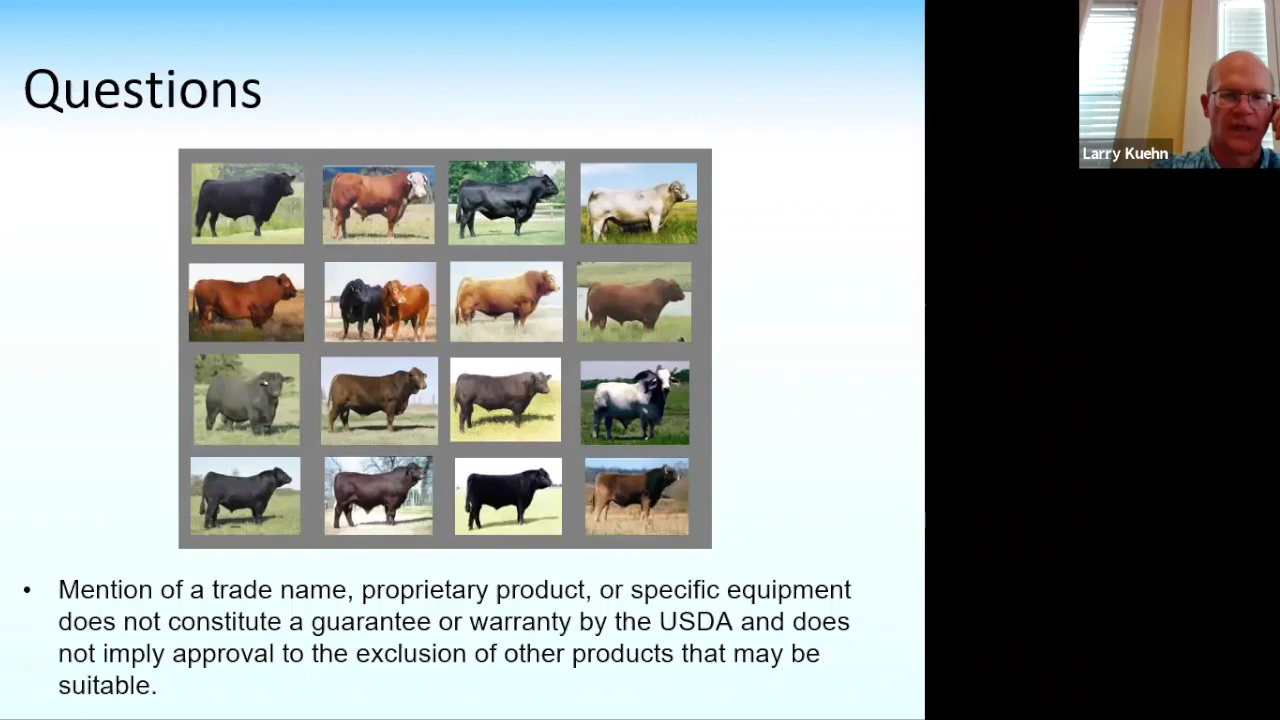 Questions
Larry Kuehn
• Mention of a trade name, proprietary product, or specific equipment
does not constitute a guarantee or warranty by the USDA and does
not imply approval to the exclusion of other products that may be
suitable.